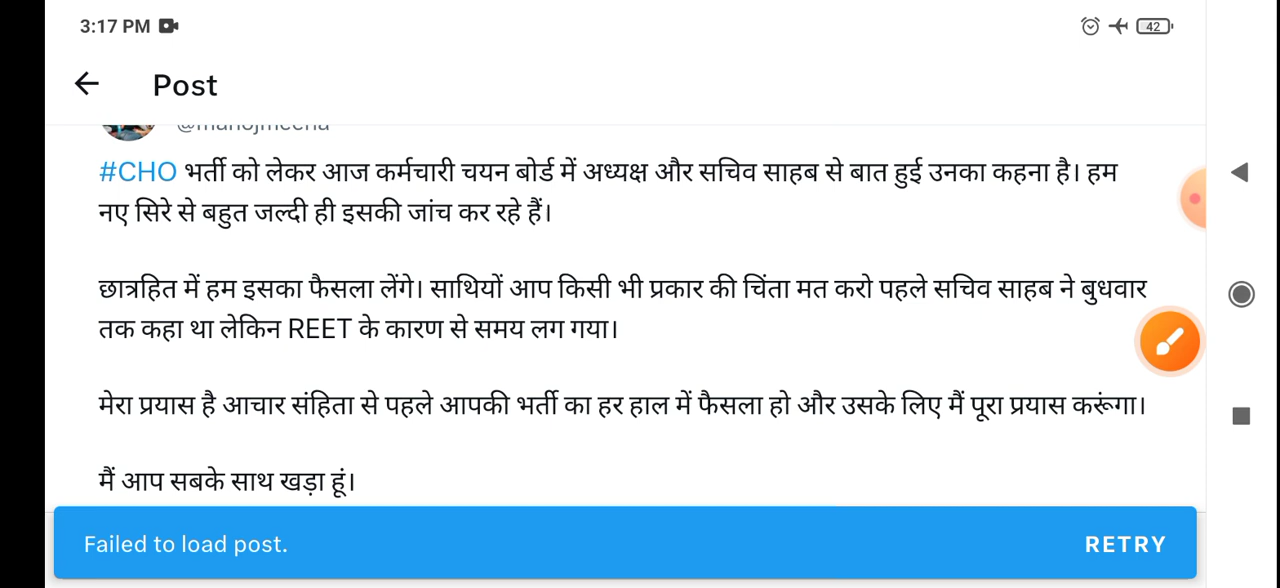 3:17 PM
42
Post
@manojmeena
#CHO भर्ती को लेकर आज कर्मचारी चयन बोर्ड में अध्यक्ष और सचिव साहब से बात हुई उनका कहना है। हम
नए सिरे से बहुत जल्दी ही इसकी जांच कर रहे हैं।
छात्रहित में हम इसका फैसला लेंगे। साथियों आप किसी भी प्रकार की चिंता मत करो पहले सचिव साहब ने बुधवार
तक कहा था लेकिन REET के कारण से समय लग गया।
मेरा प्रयास है आचार संहिता से पहले आपकी भर्ती का हर हाल में फैसला हो और उसके लिए मैं पूरा प्रयास करूंगा।
मैं आप सबके साथ खड़ा हूं।
Failed to load post. RETRY